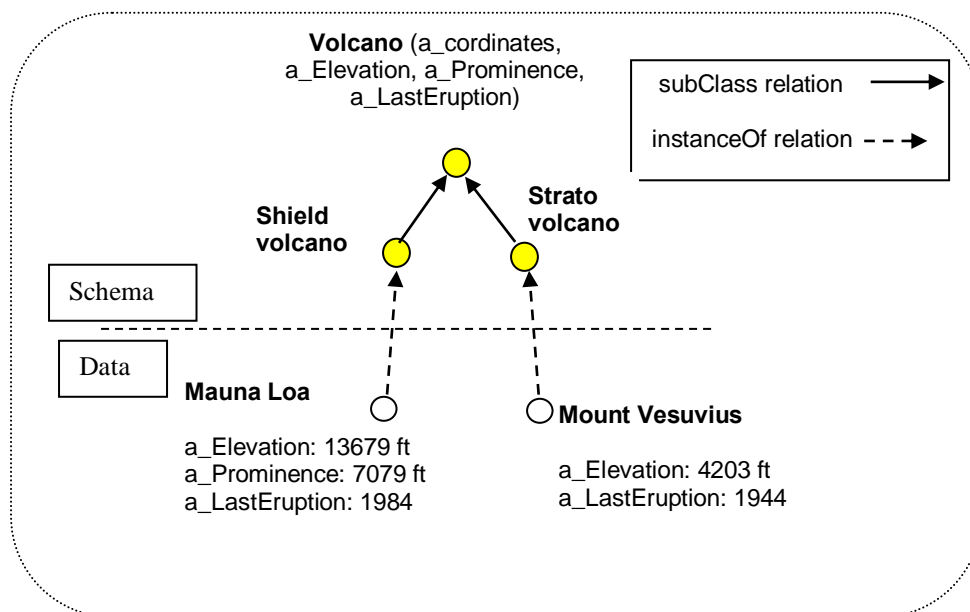 Volcano (a_cordinates,
a_Elevation, a_Prominence,
a_LastEruption)
subClass relation
instanceOf relation
Shield
volcano
Strato
volcano
Schema
Data
Mauna Loa
a_Elevation: 13679 ft
a_Prominence: 7079 ft
a_LastEruption: 1984
Mount Vesuvius
a_Elevation: 4203 ft
a_LastEruption: 1944